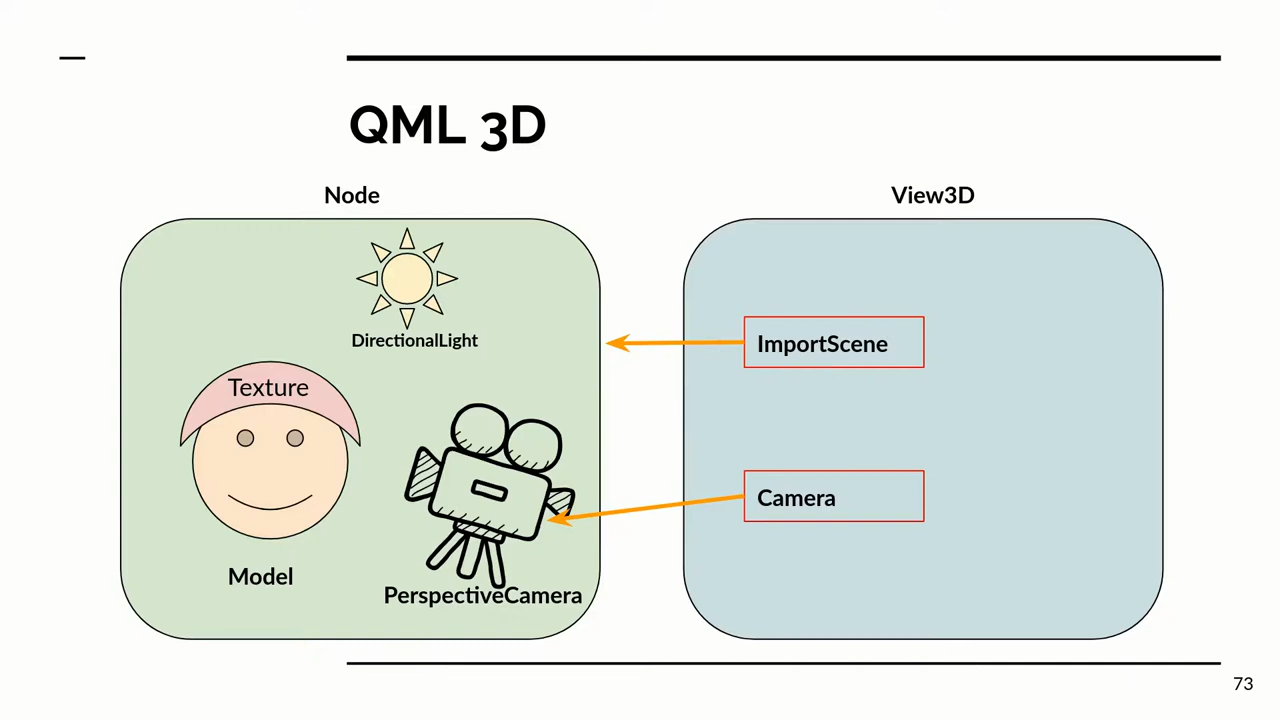 QML 3D
Node
View3D
DirectionalLight
ImportScene
Texture
Camera
Model
PerspectiveCamera
73